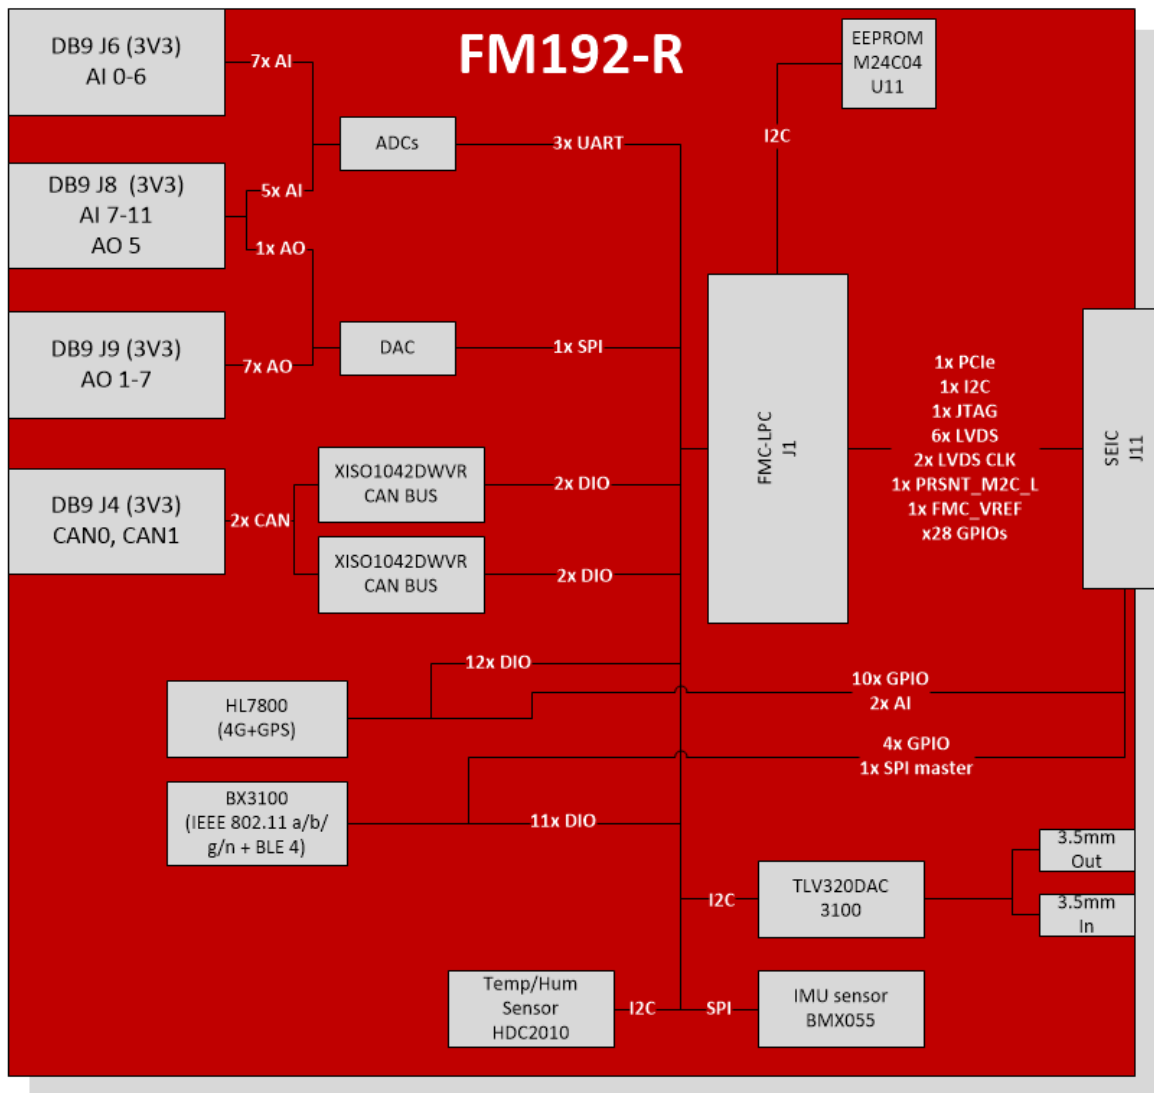 FM192-R
DB9 J6 (3V3)
AI 0-6
7x AI
EEPROM
M24C04
U11
I2C
ADCs
3x UART
DB9 J8 (3V3)
AI 7-11
AO 5
5x AI
1x AO
DB9 J9 (3V3)
AO 1-7
7x AO
DAC
1x SPI
FMC-LPC
J1
1x PCIe
1x I2C
1x JTAG
6x LVDS
2x LVDS CLK
1x PRSNT_M2C_L
1x FMC_VREF
x28 GPIOs
SEIC
J11
DB9 J4 (3V3)
CAN0, CAN1
2x CAN
XISO1042DWVR
CAN BUS
2x DIO
XISO1042DWVR
CAN BUS
2x DIO
12x DIO
HL7800
(4G+GPS)
10x GPIO
2x AI
4x GPIO
1x SPI master
BX3100
(IEEE 802.11 a/b/
g/n + BLE 4)
11x DIO
I2C
TLV320DAC
3100
3.5mm
Out
3.5mm
In
Temp/Hum
Sensor
HDC2010
I2C
SPI
IMU sensor
BMX055